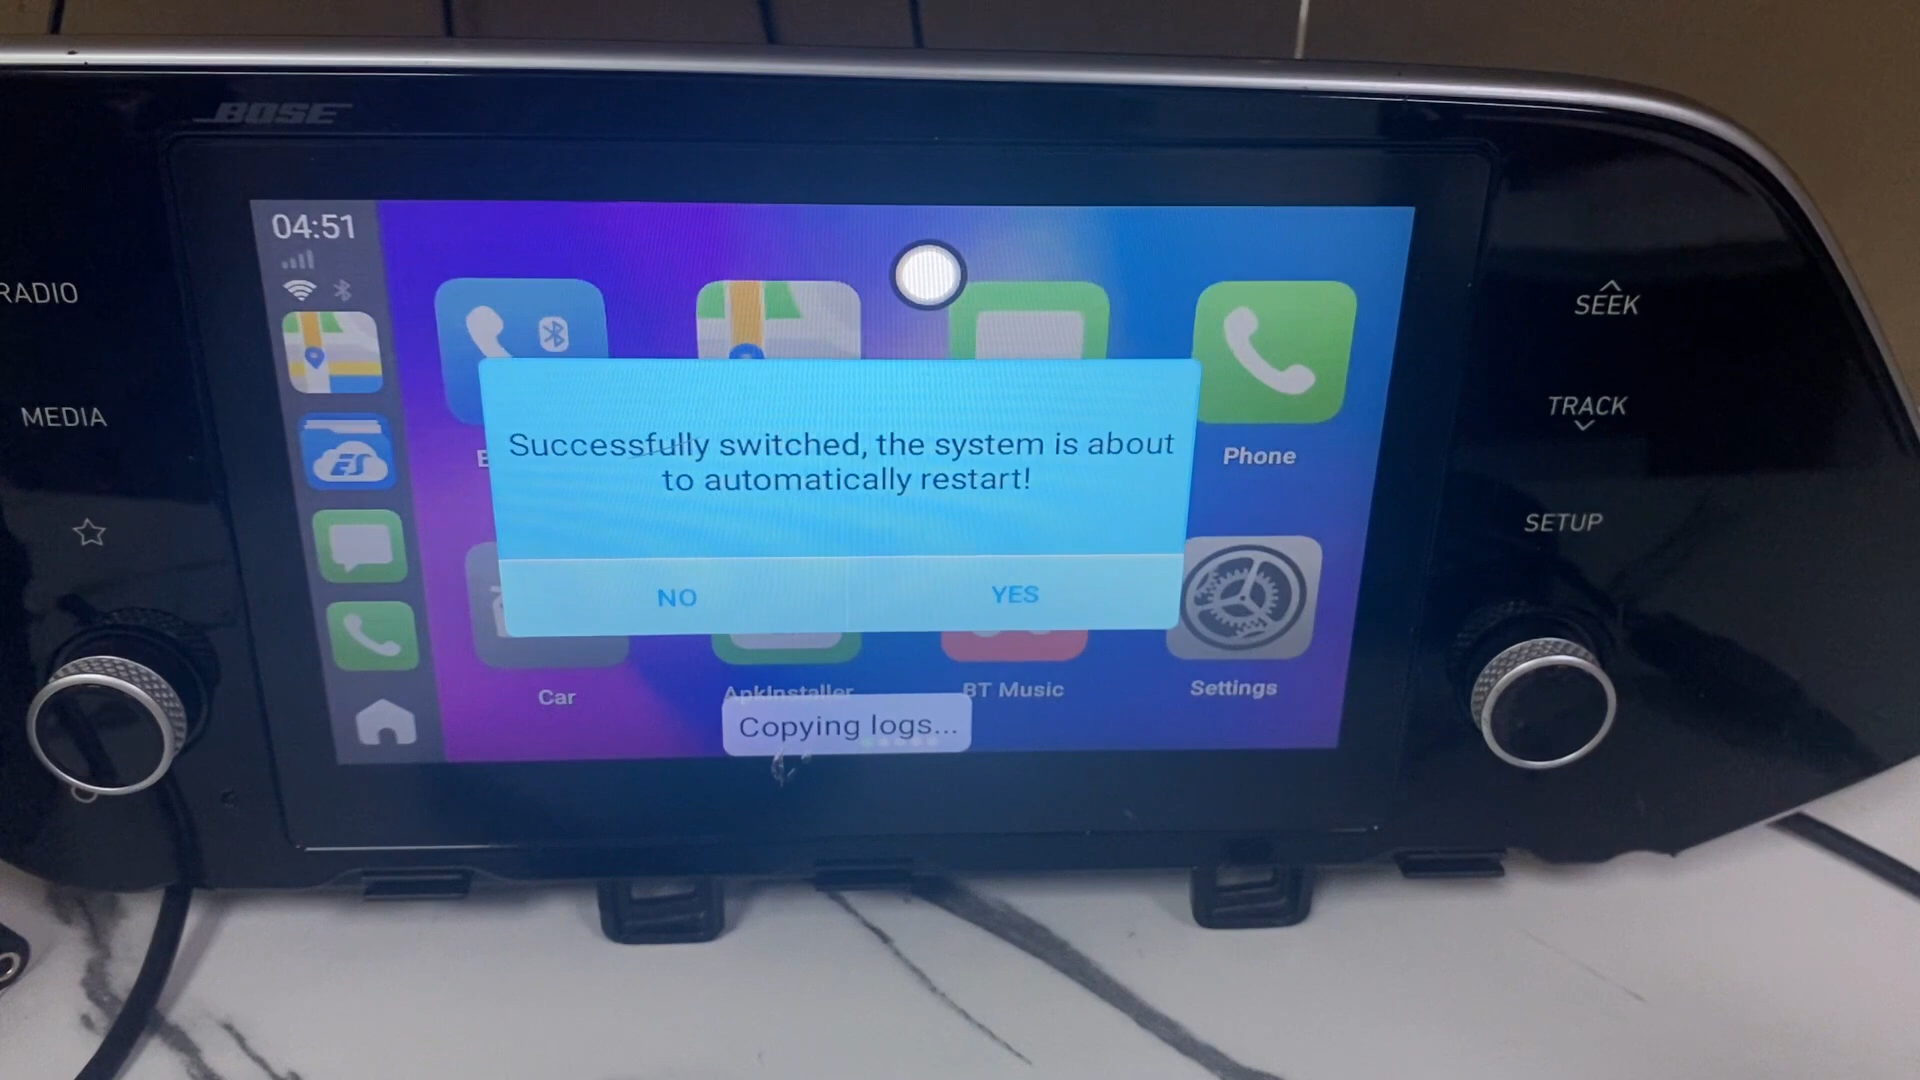 BOSE
04:51
RADIO
MEDIA
SEEK
TRACK
SETUP
ES
Successfully switched, the system is about
to automatically restart!
NO
YES
Phone
Car
ApkInstaller
BT Music
Settings
Copying logs...